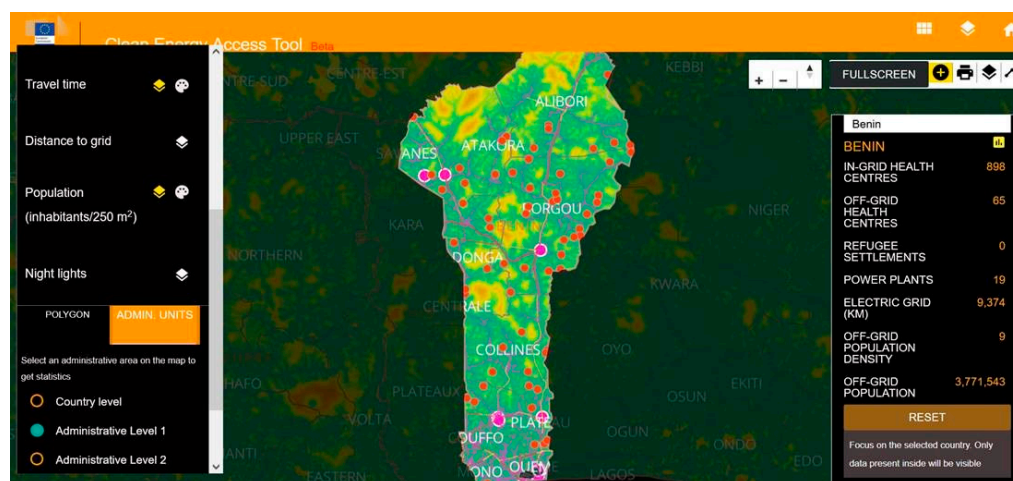 Clean Energy Access Tool Beta
Travel time
Distance to grid
Population
(inhabitants/250 m²)
Night lights
POLYGON
ADMIN. UNITS
Select an administrative area on the map to
get statistics
Country level
Administrative Level 1
Administrative Level 2
CENTRE-EST
KEBBI
UPPER EAST
ALIBORI
ATAKORA
ANES
KARA
BORGOU
NIGER
NORTHERN
DONGA
KWARA
CENTRALE
COLLINES
OYO
PLATEAUX
EKITI
OSUN
VOLTA
PLATEAU
OGUN
ONDO
EDO
EASTERN
LAGOS
+ –
FULLSCREEN
Benin
BENIN
IN-GRID HEALTH
CENTRES
898
OFF-GRID
HEALTH
CENTRES
65
REFUGEE
SETTLEMENTS
0
POWER PLANTS
19
ELECTRIC GRID
(KM)
9,374
OFF-GRID
POPULATION
DENSITY
9
OFF-GRID
POPULATION
3,771,543
RESET
Focus on the selected country. Only
data present inside will be visible